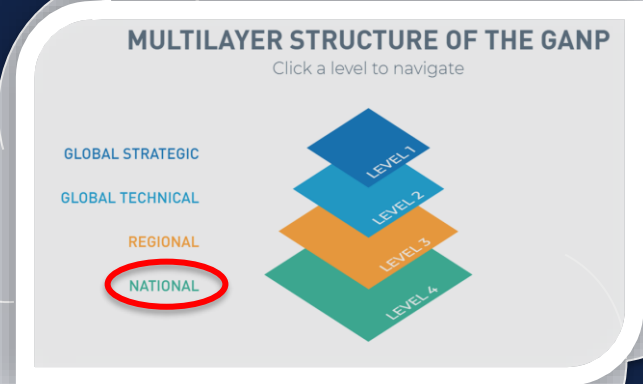 MULTILAYER STRUCTURE OF THE GANP
Click a level to navigate
GLOBAL STRATEGIC
LEVEL 1
GLOBAL TECHNICAL
LEVEL 2
REGIONAL
LEVEL 3
NATIONAL
LEVEL 4